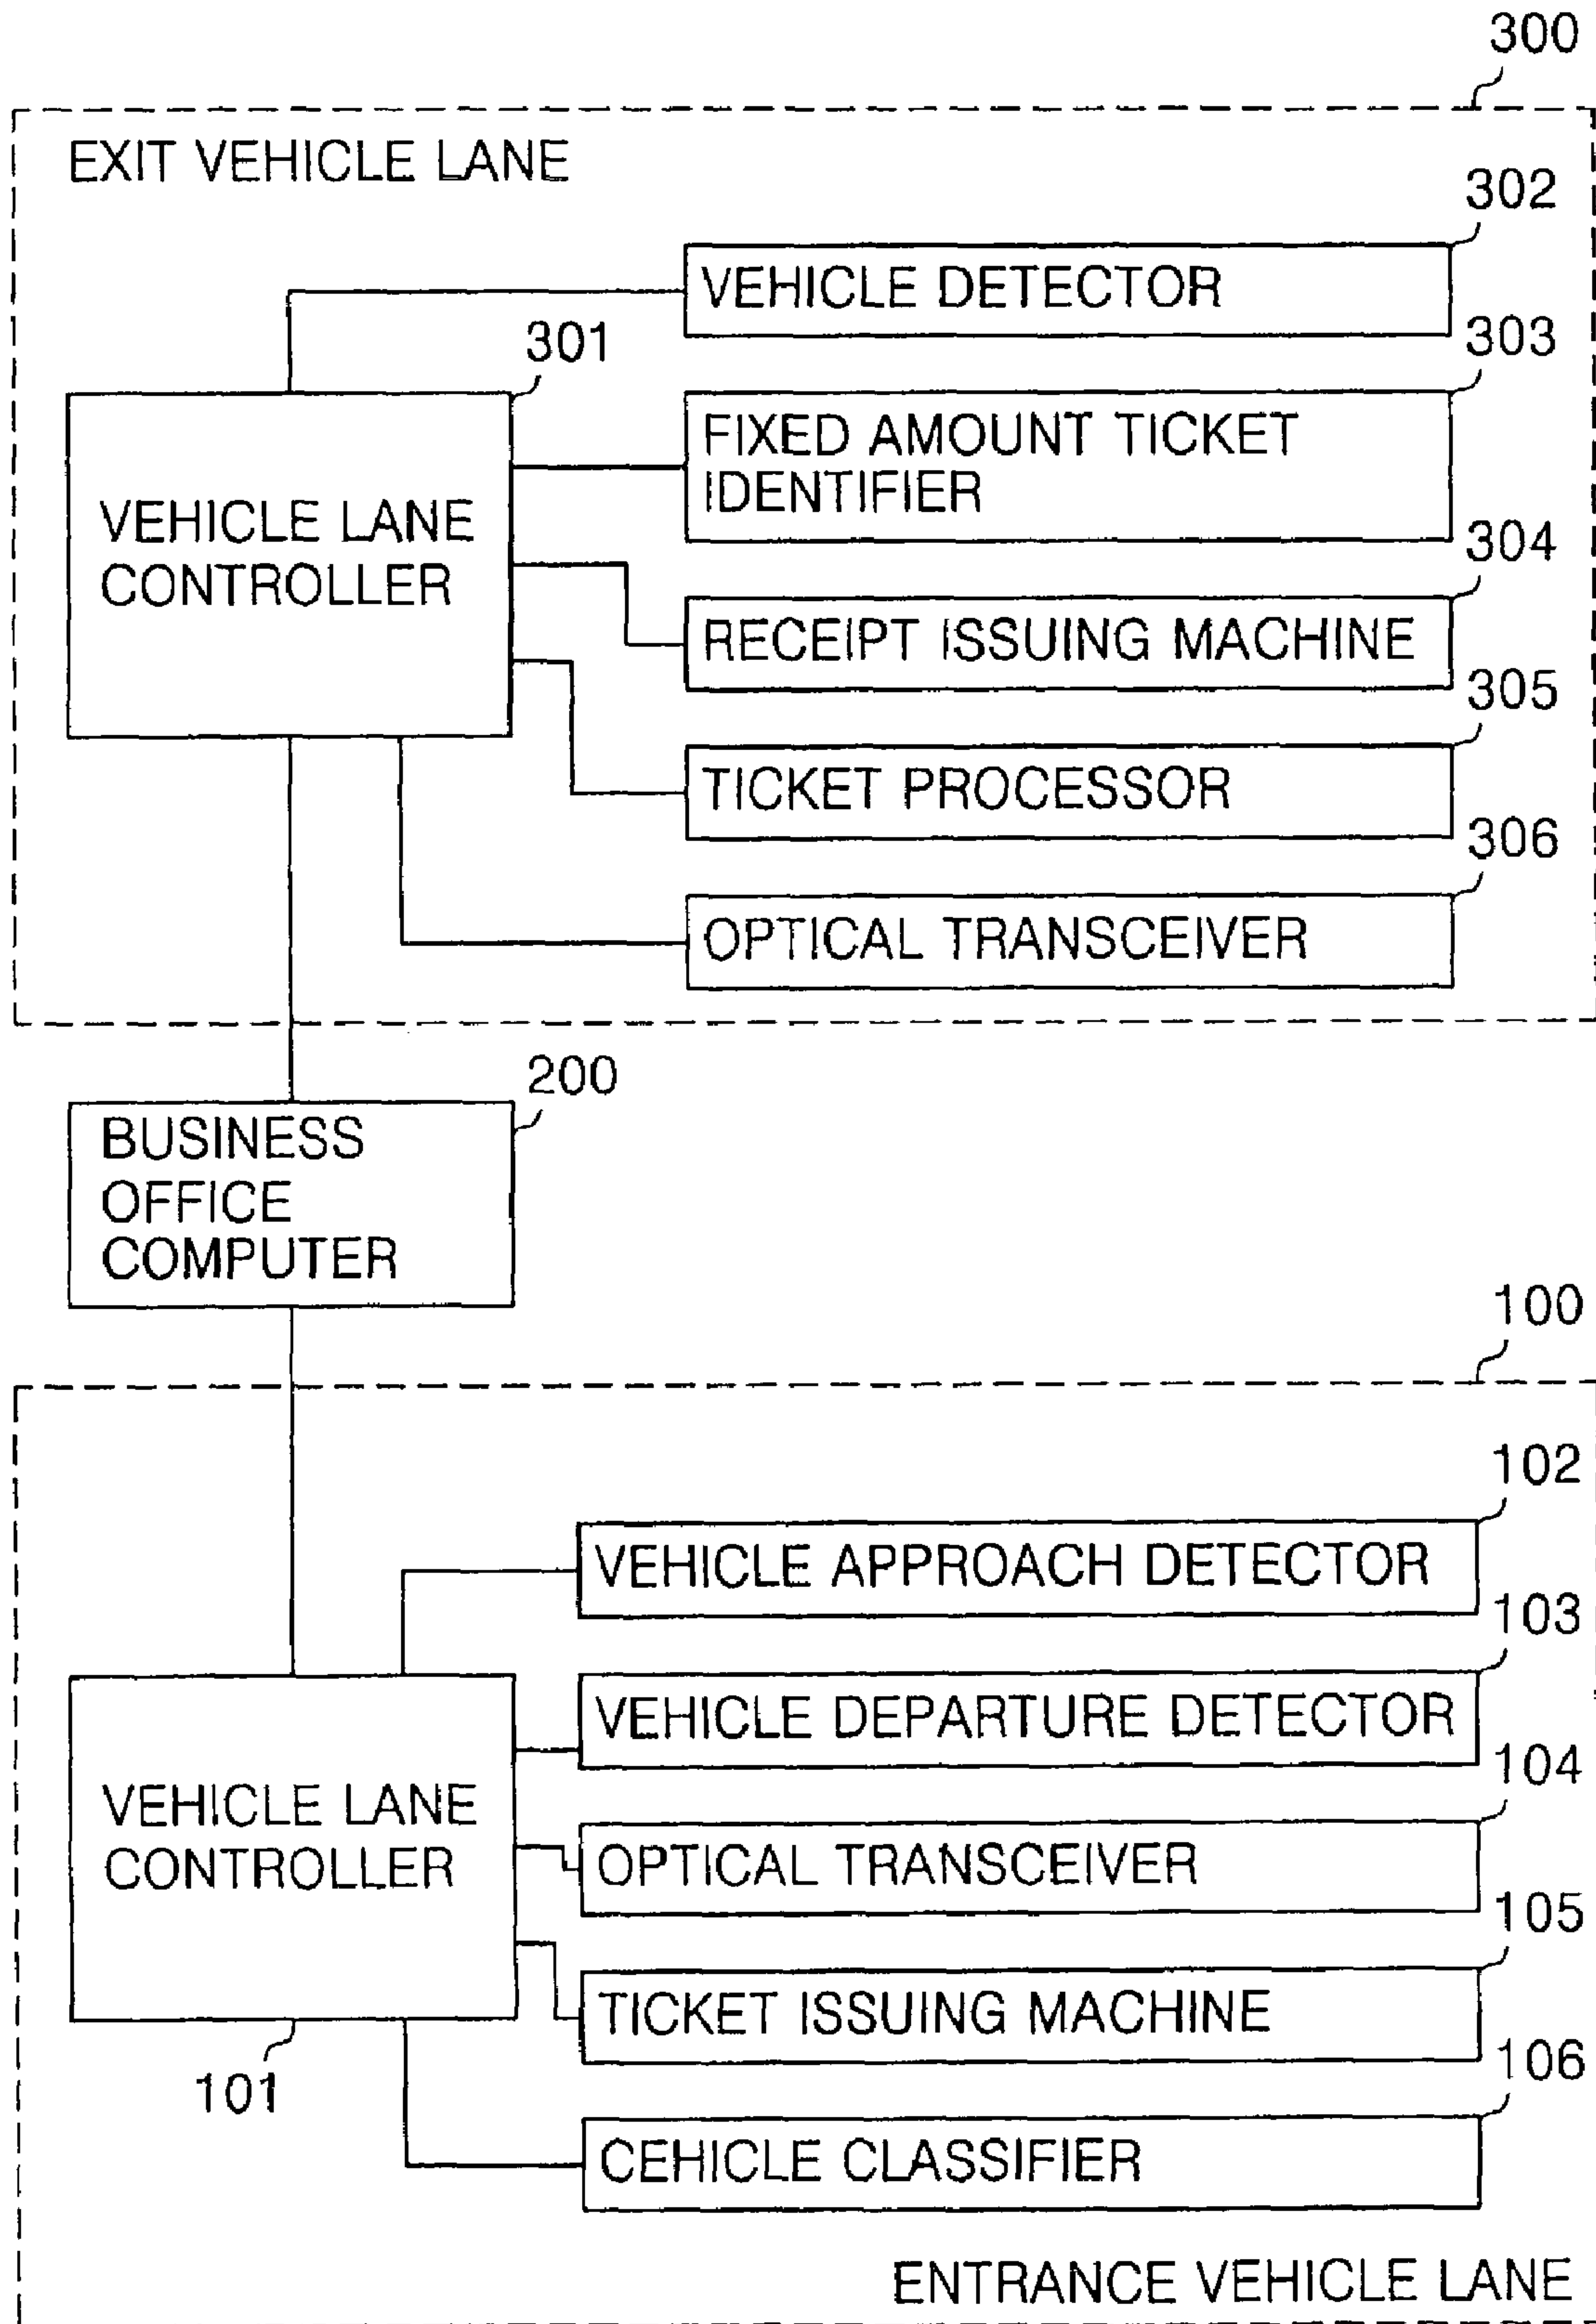 300
EXIT VEHICLE LANE
302
VEHICLE DETECTOR
301
303
FIXED AMOUNT TICKET
IDENTIFIER
VEHICLE LANE
CONTROLLER
304
RECEIPT ISSUING MACHINE
305
TICKET PROCESSOR
306
OPTICAL TRANSCEIVER
200
BUSINESS
OFFICE
COMPUTER
100
102
VEHICLE APPROACH DETECTOR
103
VEHICLE DEPARTURE DETECTOR
104
VEHICLE LANE
CONTROLLER
OPTICAL TRANSCEIVER
105
TICKET ISSUING MACHINE
101
106
CEHICLE CLASSIFIER
ENTRANCE VEHICLE LANE